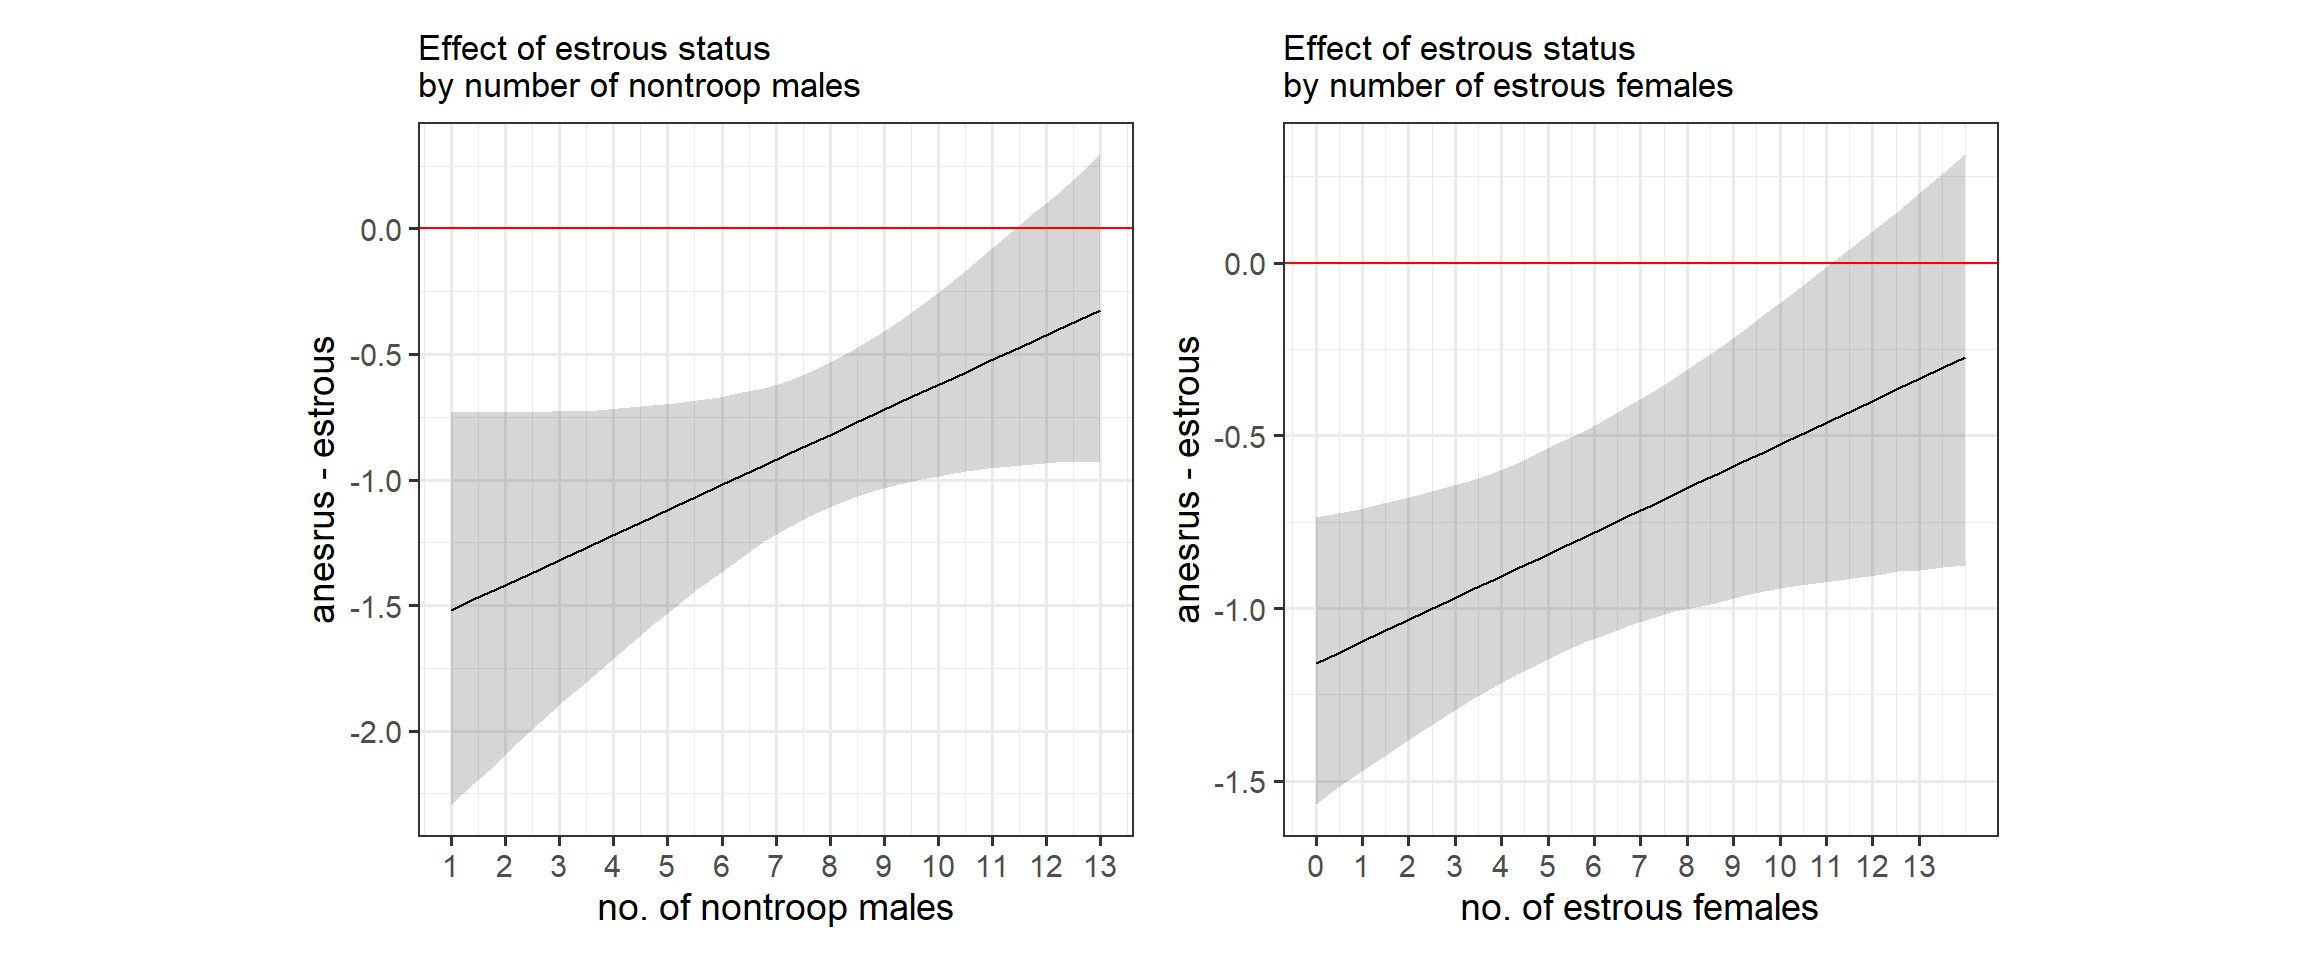 Effect of estrous status
by number of nontroop males
anesrus - estrous
0.0
-0.5
-1.0
-1.5
-2.0
1 2 3 4 5 6 7 8 9 10 11 12 13
no. of nontroop males
Effect of estrous status
by number of estrous females
anesrus - estrous
0.0
-0.5
-1.0
-1.5
0 1 2 3 4 5 6 7 8 9 10 11 12 13
no. of estrous females